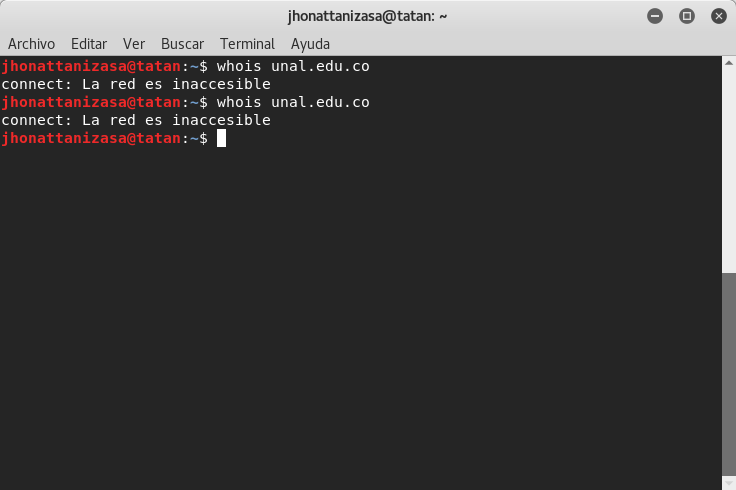 jhonattanizasa@tatan: ~
Archivo Editar Ver Buscar Terminal Ayuda
jhonattanizasa@tatan:~$ whois unal.edu.co
connect: La red es inaccesible
jhonattanizasa@tatan:~$ whois unal.edu.co
connect: La red es inaccesible
jhonattanizasa@tatan:~$